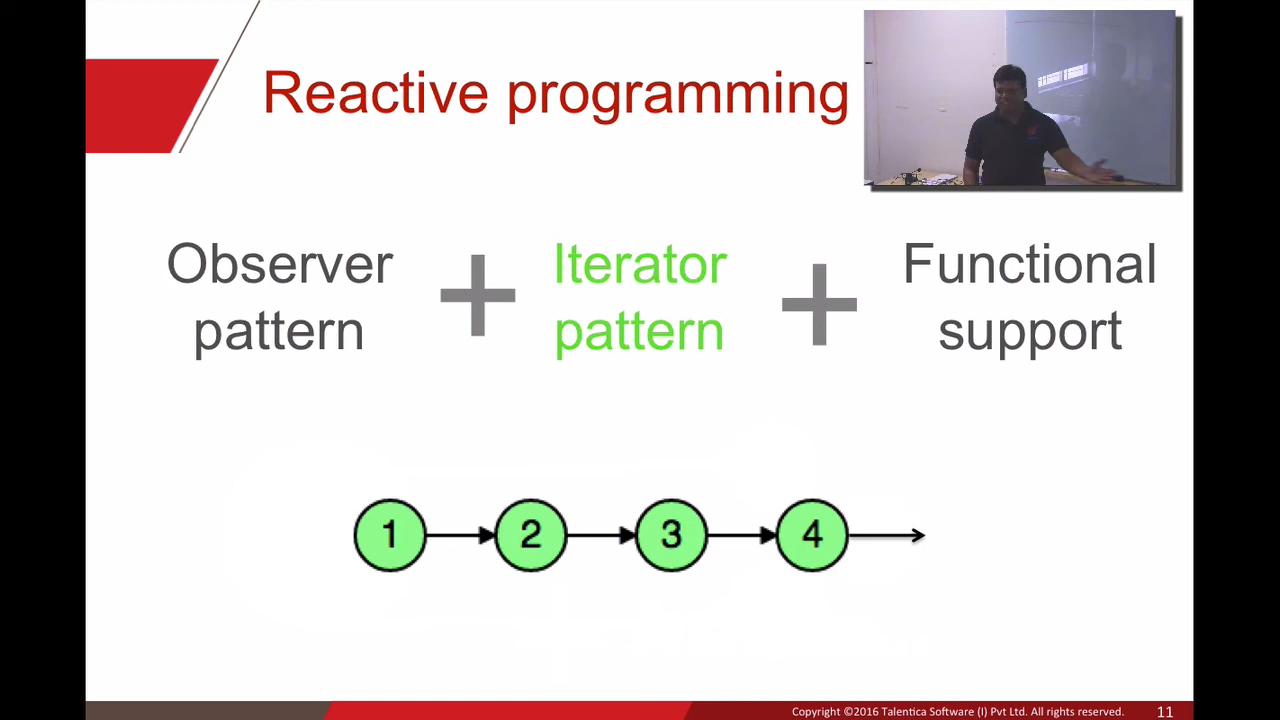 Reactive programming
Observer
pattern
+
Iterator
pattern
+
Functional
support
1
2
3
4
Copyright ©2016 Talentica Software (I) Pvt Ltd. All rights reserved.
11